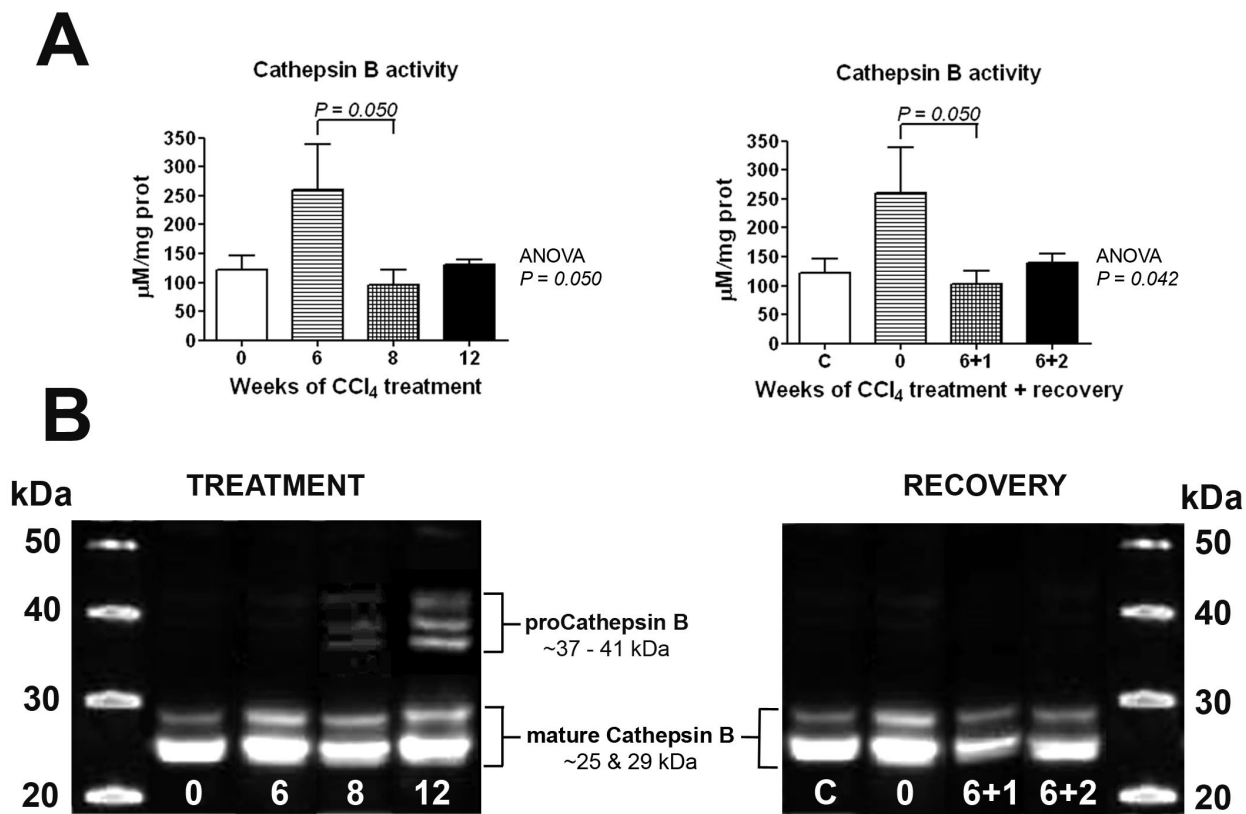 A
Cathepsin B activity
P = 0.050
350
300
250
200
150
100
50
0
µM/mg prot
0 6 8 12
Weeks of CCl₄ treatment
ANOVA
P = 0.050
Cathepsin B activity
P = 0.050
350
300
250
200
150
100
50
0
µM/mg prot
C 0 6+1 6+2
Weeks of CCl₄ treatment + recovery
ANOVA
P = 0.042
B
kDa
TREATMENT
50
40
30
20
0 6 8 12
proCathepsin B
~37 - 41 kDa
mature Cathepsin B
~25 & 29 kDa
RECOVERY
kDa
50
40
30
20
C 0 6+1 6+2